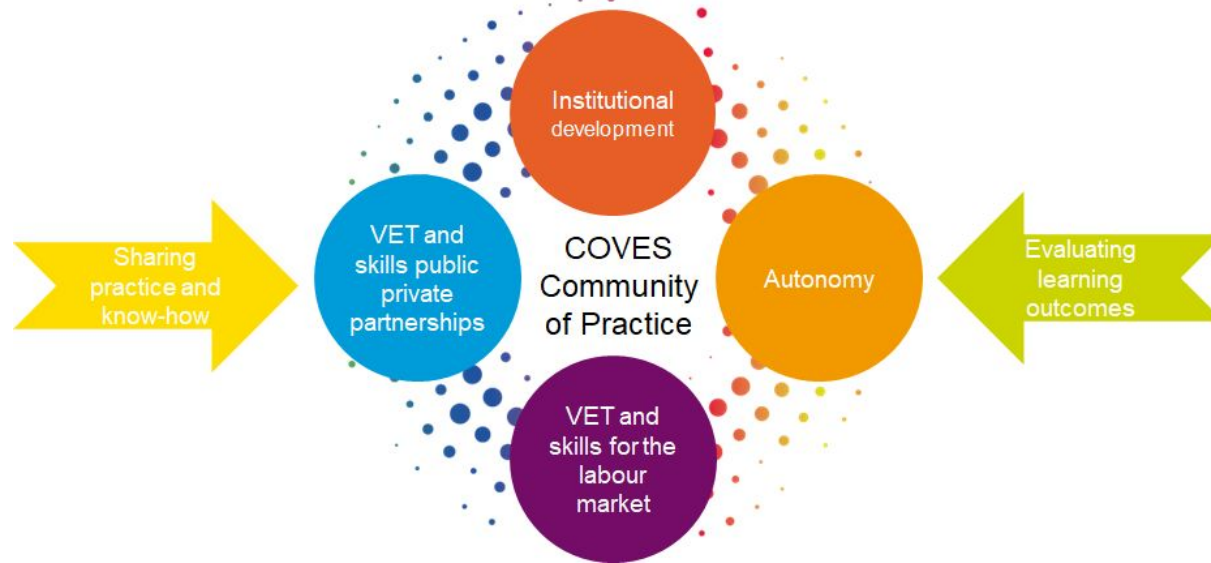 Institutional
development
VET and
skills public
private
partnerships
COVES
Community
of Practice
Autonomy
Sharing
practice and
know-how
Evaluating
learning
outcomes
VET and
skills for the
labour
market